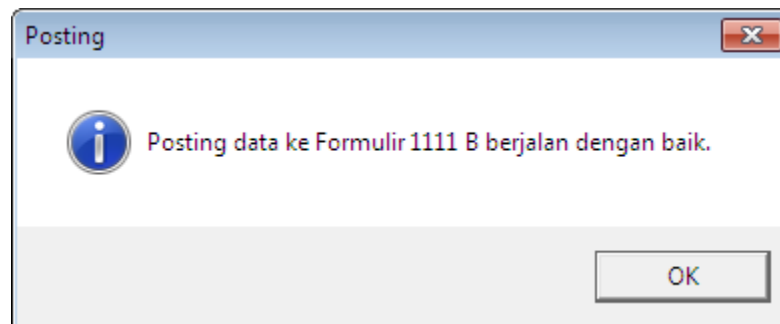 Posting
Posting data ke Formulir 1111 B berjalan dengan baik.
OK